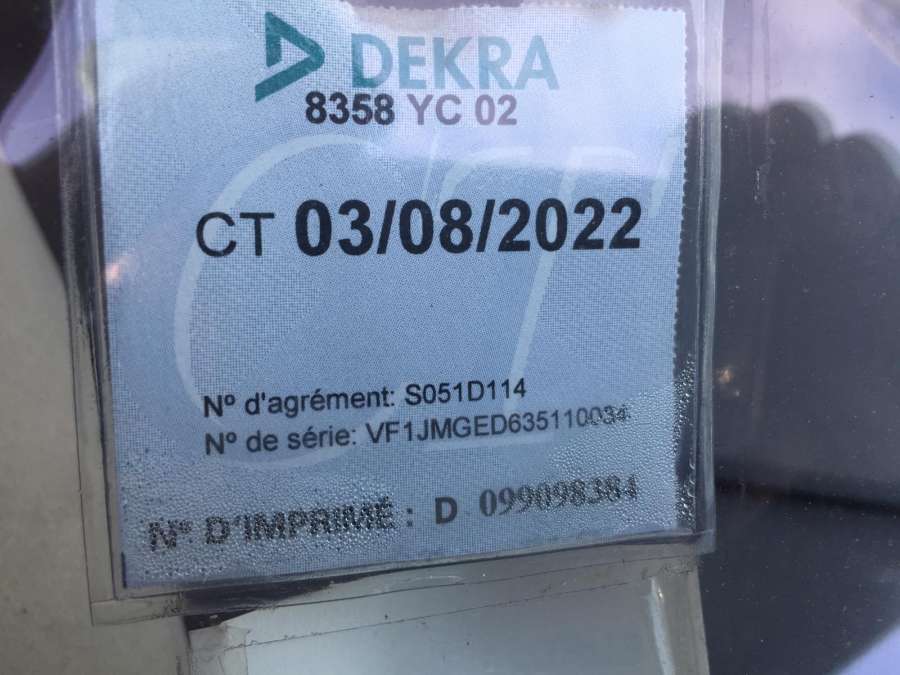 DEKRA
8358 YC 02
CT 03/08/2022
Nº d'agrément: S051D114
Nº de série: VF1JMGED635110034
Nº D'IMPRIMÉ : D 099098384